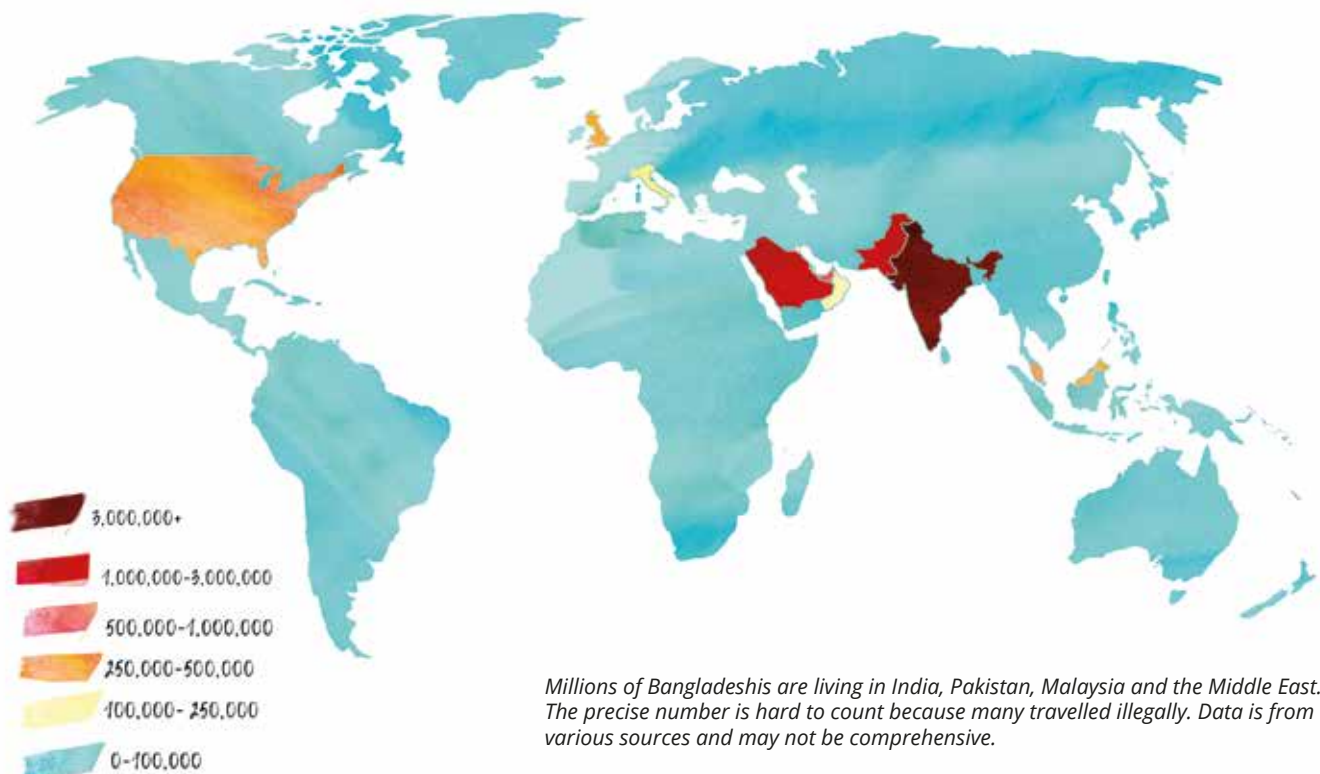 3,000,000+
1,000,000-3,000,000
500,000-1,000,000
250,000-500,000
100,000- 250,000
0-100,000
Millions of Bangladeshis are living in India, Pakistan, Malaysia and the Middle East.
The precise number is hard to count because many travelled illegally. Data is from
various sources and may not be comprehensive.